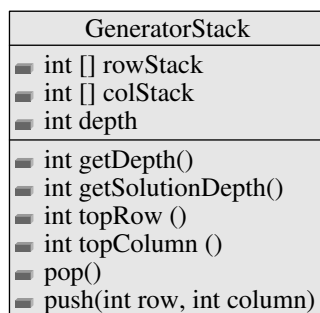 GeneratorStack
int [] rowStack
int [] colStack
int depth
int getDepth()
int getSolutionDepth()
int topRow ()
int topColumn ()
pop()
push(int row, int column)